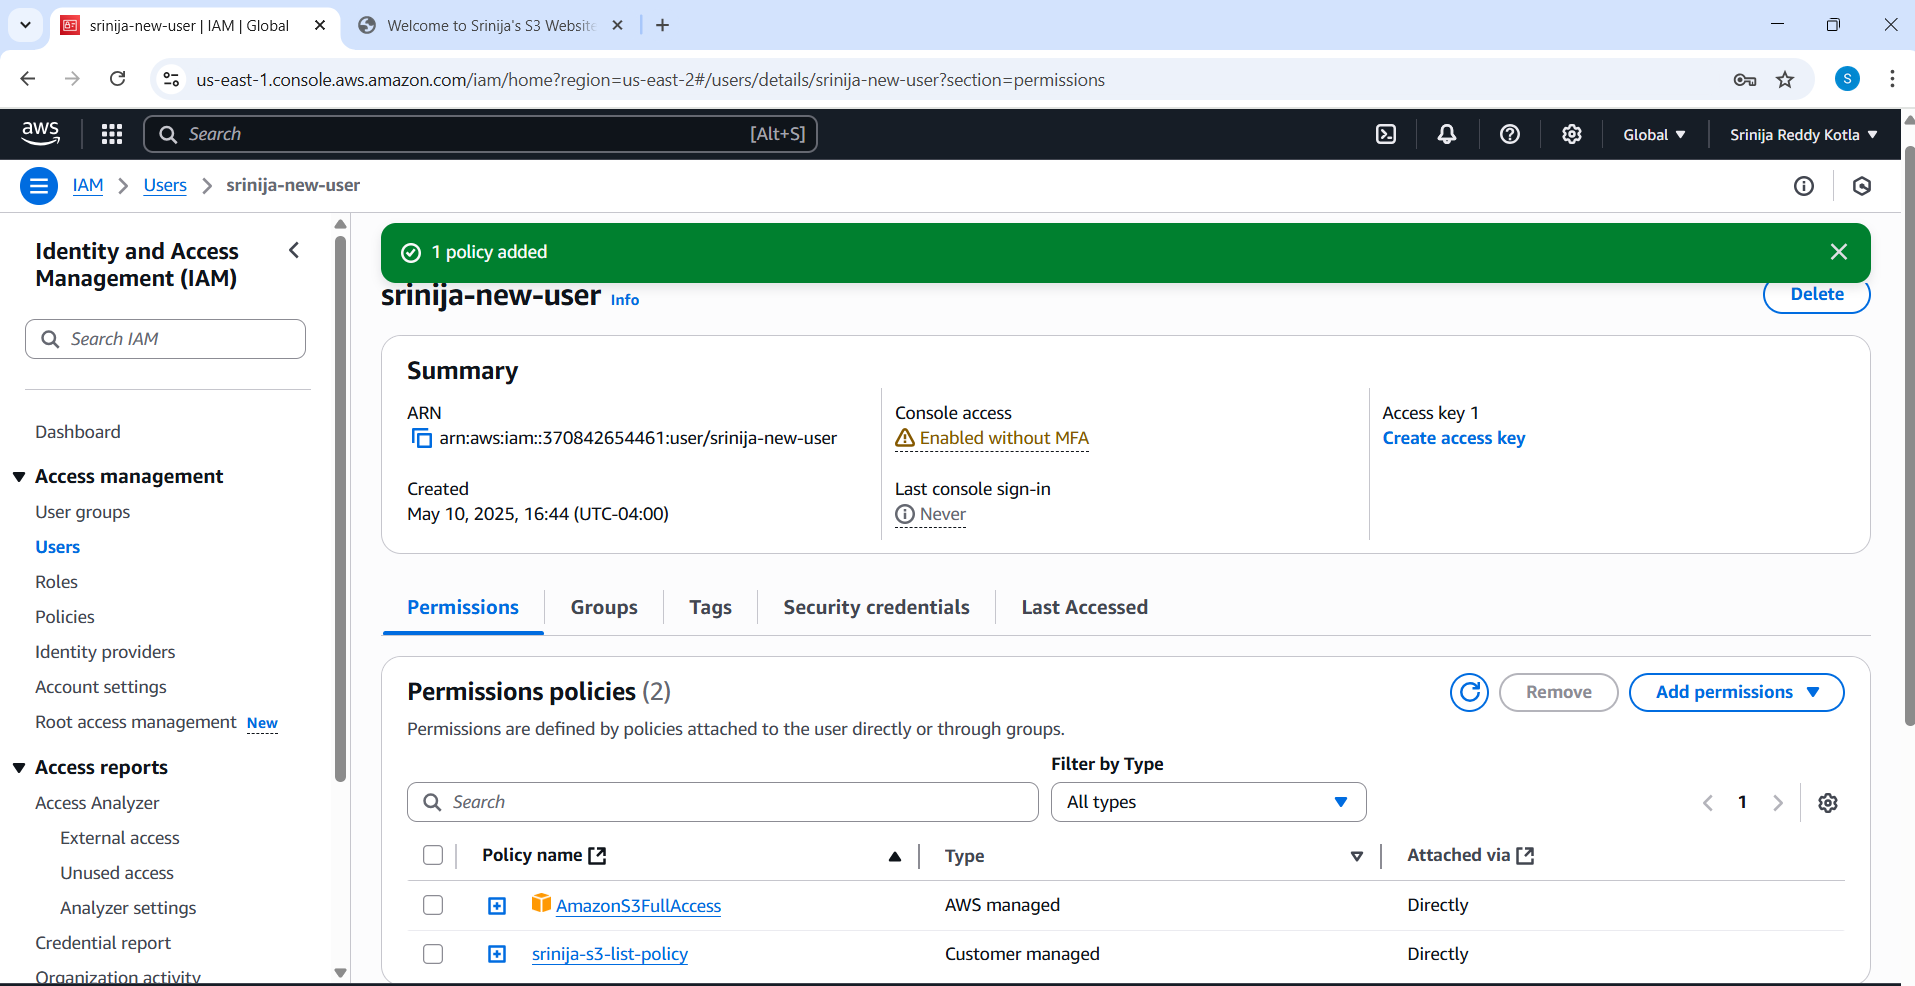 srinija-new-user | IAM | Global
Welcome to Srinija's S3 Website
us-east-1.console.aws.amazon.com/iam/home?region=us-east-2#/users/details/srinija-new-user?section=permissions
S
aws
Search
[Alt+S]
Global
Srinija Reddy Kotla
IAM
Users
srinija-new-user
Identity and Access
Management (IAM)
Search IAM
Dashboard
Access management
User groups
Users
Roles
Policies
Identity providers
Account settings
Root access management New
Access reports
Access Analyzer
External access
Unused access
Analyzer settings
Credential report
Organization activity
1 policy added
srinija-new-user Info
Delete
Summary
ARN
arn:aws:iam::370842654461:user/srinija-new-user
Created
May 10, 2025, 16:44 (UTC-04:00)
Console access
Enabled without MFA
Last console sign-in
Never
Access key 1
Create access key
Permissions
Groups
Tags
Security credentials
Last Accessed
Permissions policies (2)
Remove
Add permissions
Permissions are defined by policies attached to the user directly or through groups.
Filter by Type
Search
All types
1
Policy name
Type
Attached via
AmazonS3FullAccess
AWS managed
Directly
srinija-s3-list-policy
Customer managed
Directly